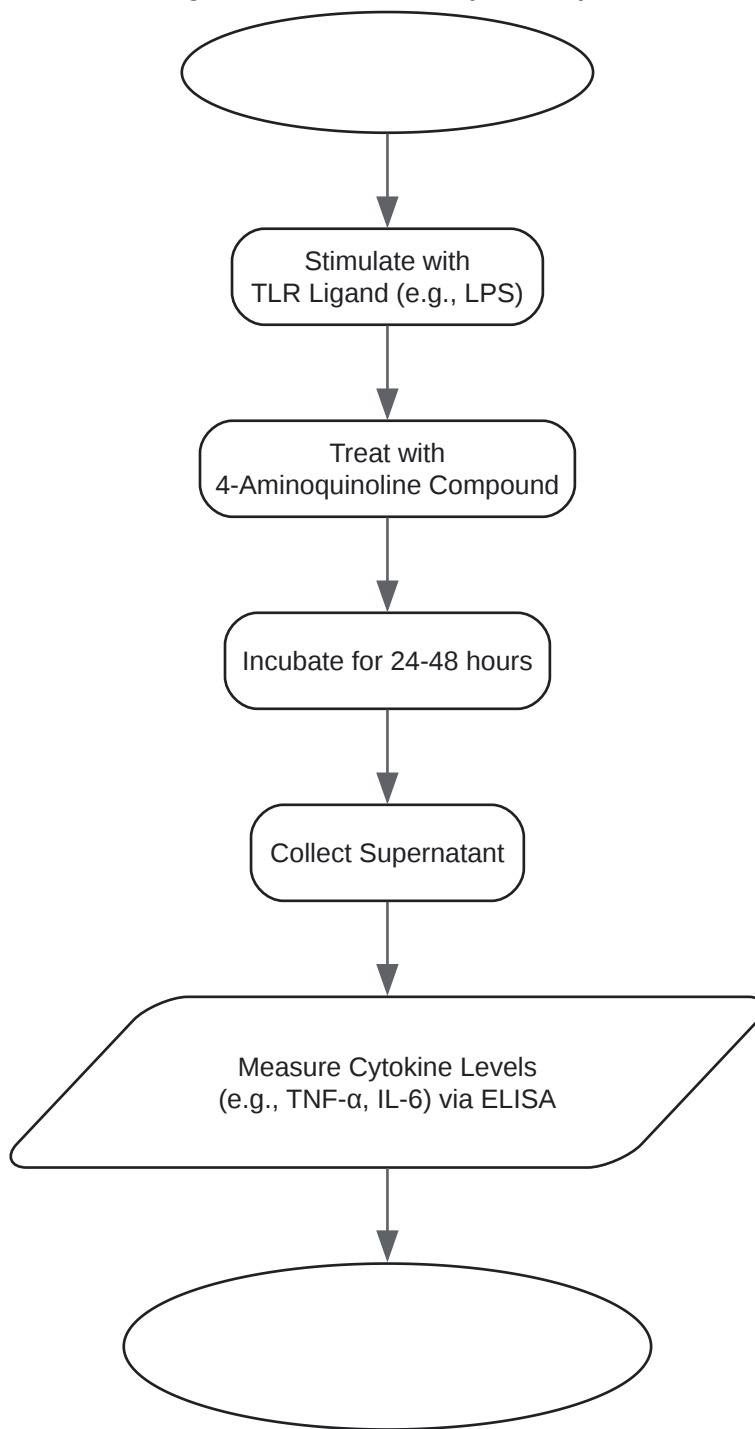 Stimulate with
TLR Ligand (e.g., LPS)
Treat with
4-Aminoquinoline Compound
Incubate for 24-48 hours
Collect Supernatant
Measure Cytokine Levels
(e.g., TNF-α, IL-6) via ELISA